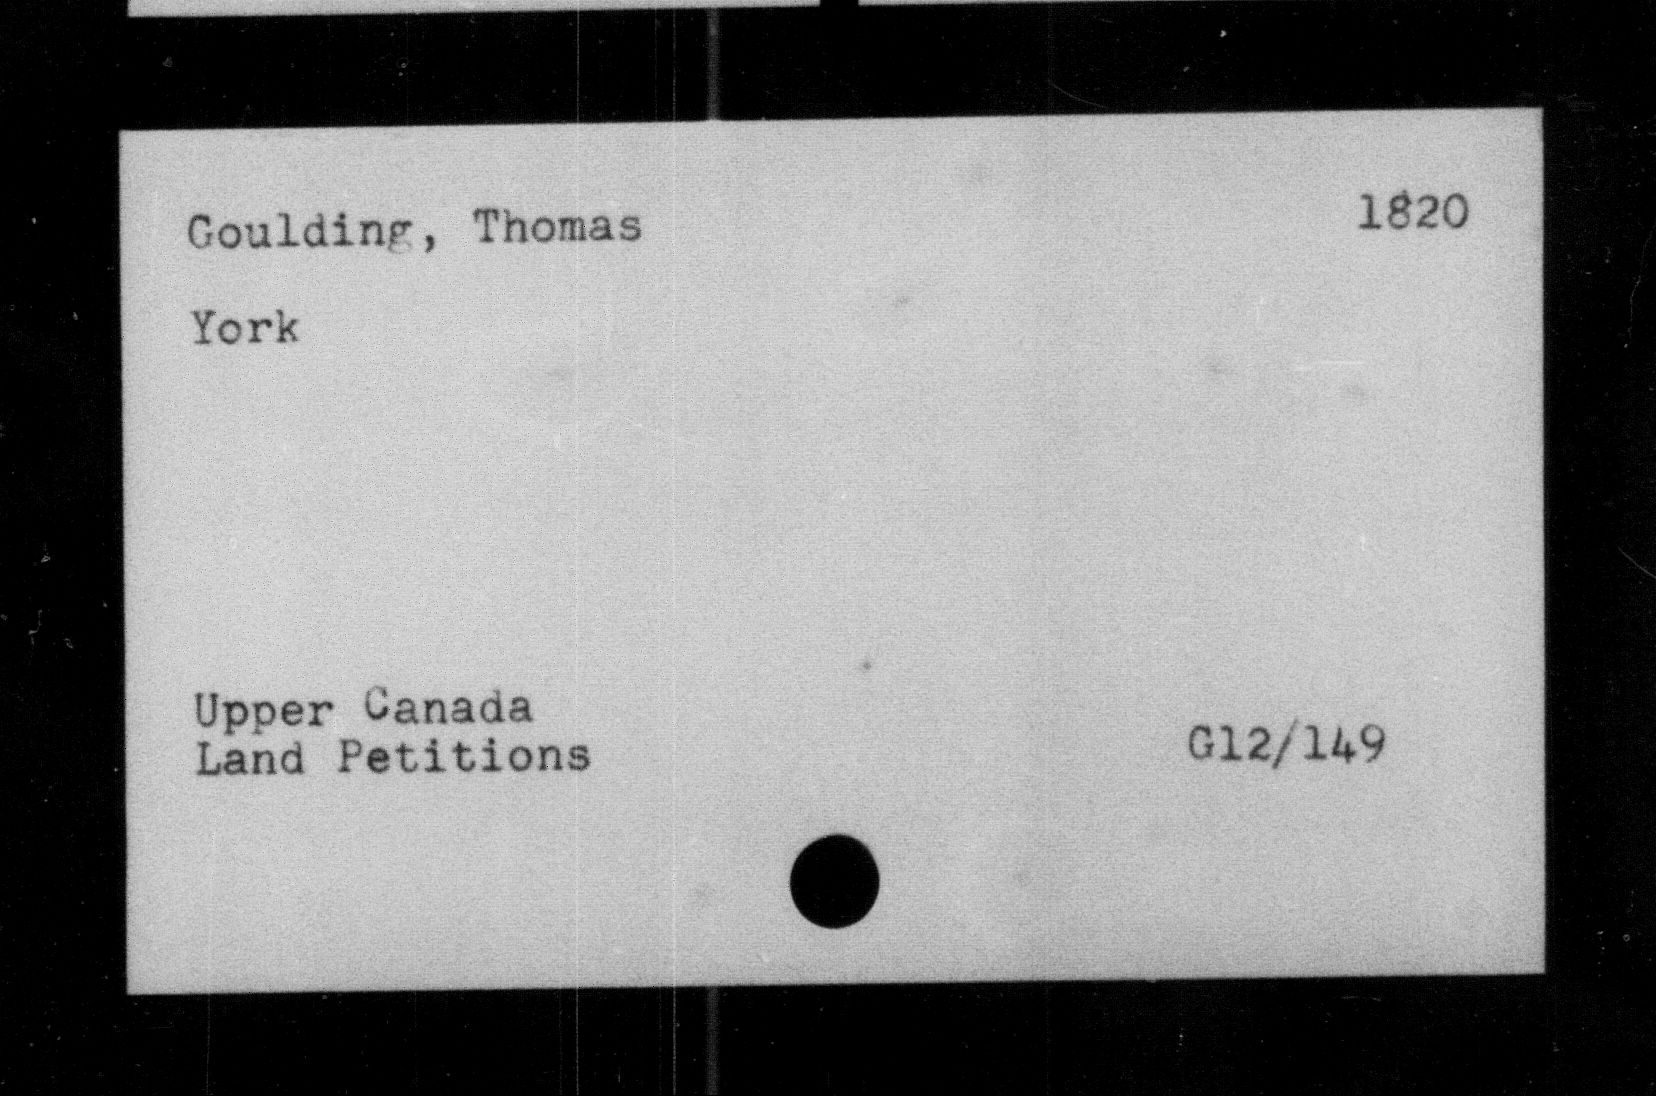 Goulding, Thomas 1820
York
Upper Canada
Land Petitions G12/149